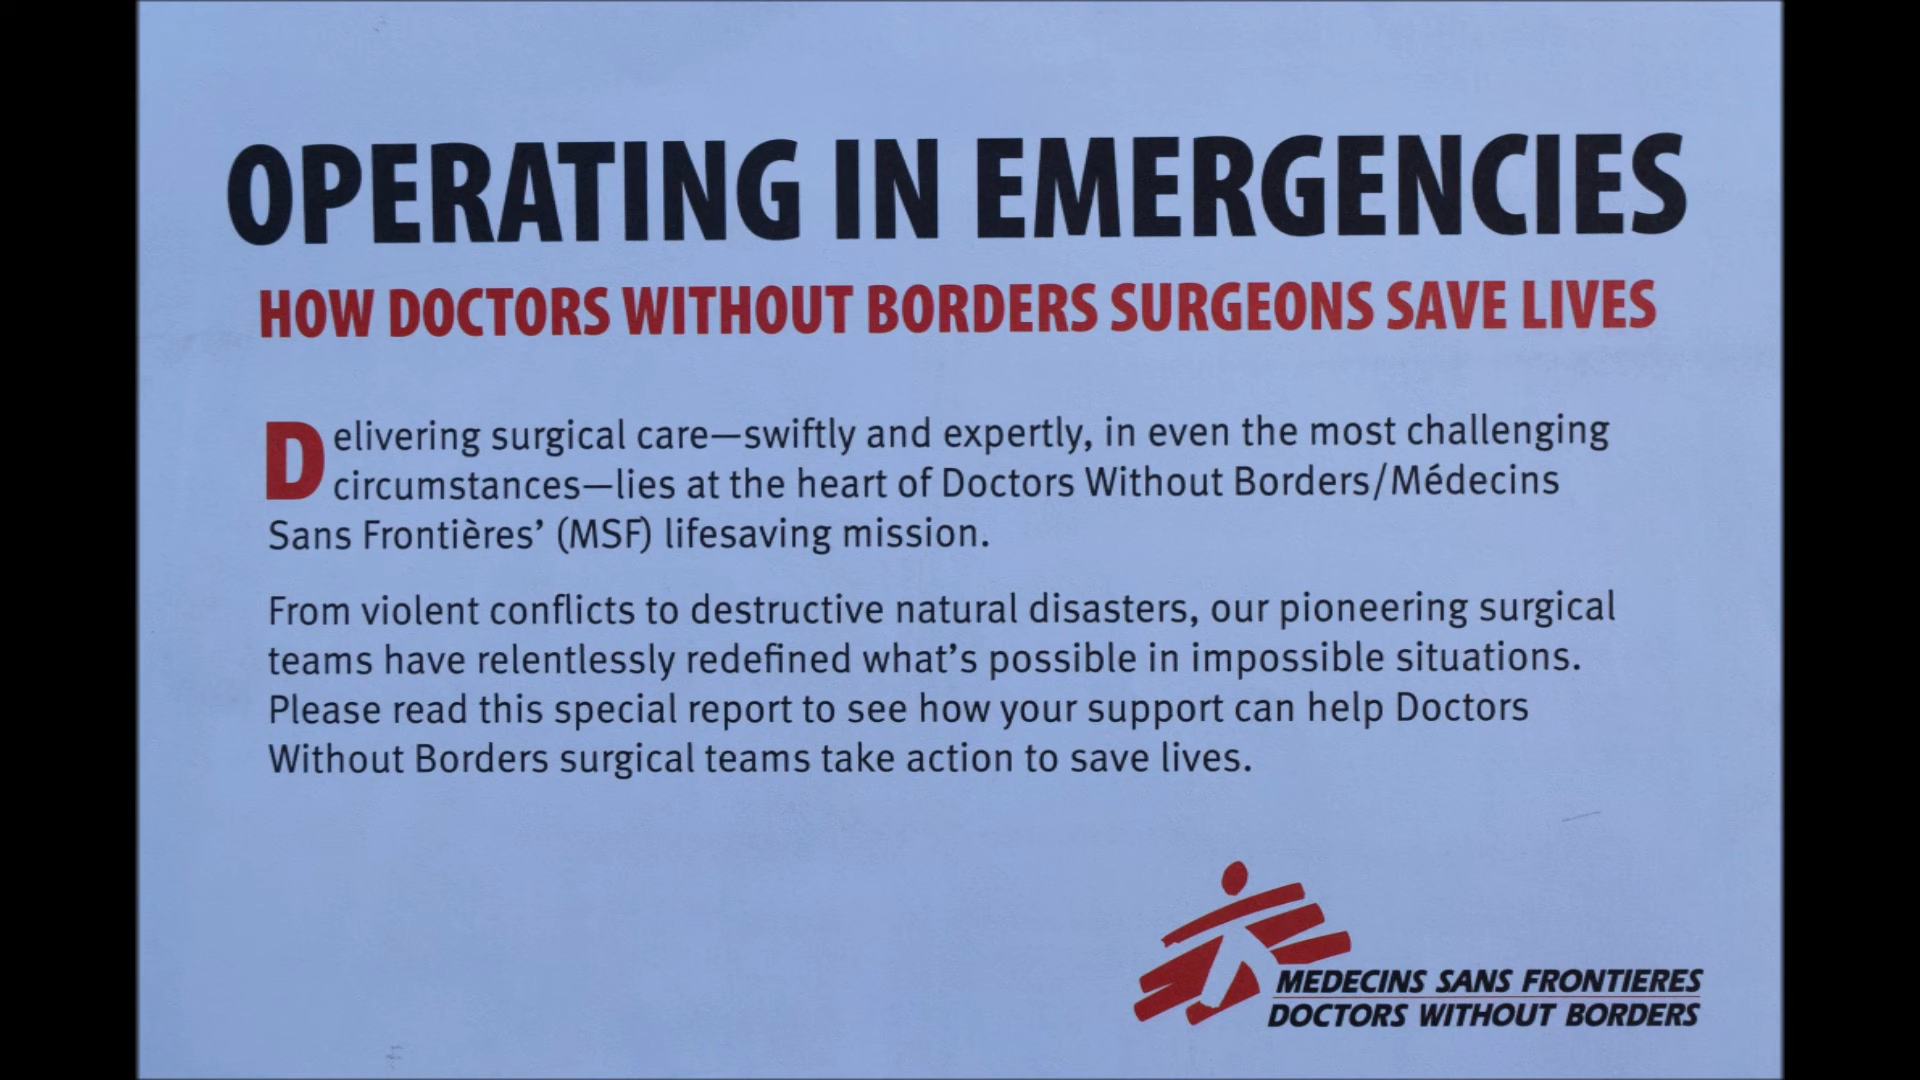 OPERATING IN EMERGENCIES
HOW DOCTORS WITHOUT BORDERS SURGEONS SAVE LIVES
Delivering surgical care—swiftly and expertly, in even the most challenging
circumstances—lies at the heart of Doctors Without Borders/Médecins
Sans Frontières’ (MSF) lifesaving mission.
From violent conflicts to destructive natural disasters, our pioneering surgical
teams have relentlessly redefined what’s possible in impossible situations.
Please read this special report to see how your support can help Doctors
Without Borders surgical teams take action to save lives.
MEDECINS SANS FRONTIERES
DOCTORS WITHOUT BORDERS